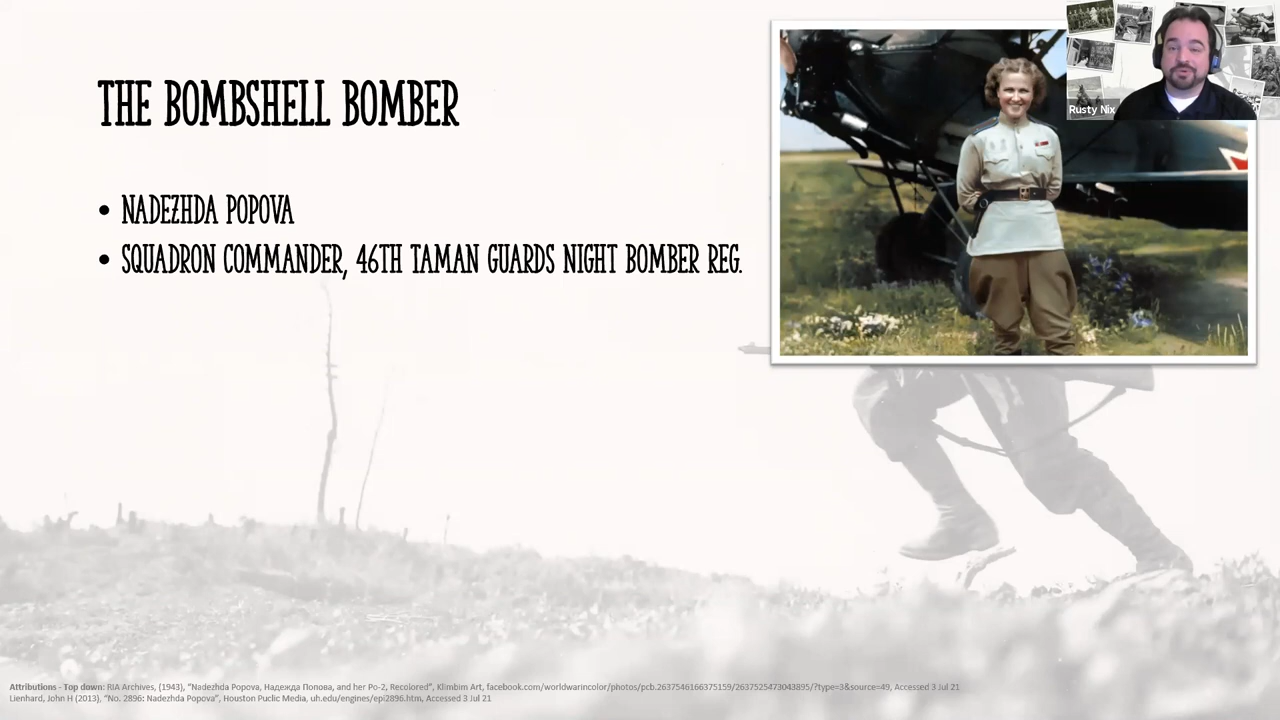 THE BOMBSHELL BOMBER
• NADEZHDA POPOVA
• SQUADRON COMMANDER, 46TH TAMAN GUARDS NIGHT BOMBER REG.
Rusty Nix
Attributions - Top down: RIA Archives, (1943), "Nadezhda Popova, Надежда Попова, and her Po-2, Recolored", Klimbim Art, facebook.com/worldwarincolor/photos/pcb.2637546166375159/2637525473043895/?type=3&source=49, Accessed 3 Jul 21
Lienhard, John H (2013), "No. 2896: Nadezhda Popova", Houston Puclic Media, uh.edu/engines/epi2896.htm, Accessed 3 Jul 21